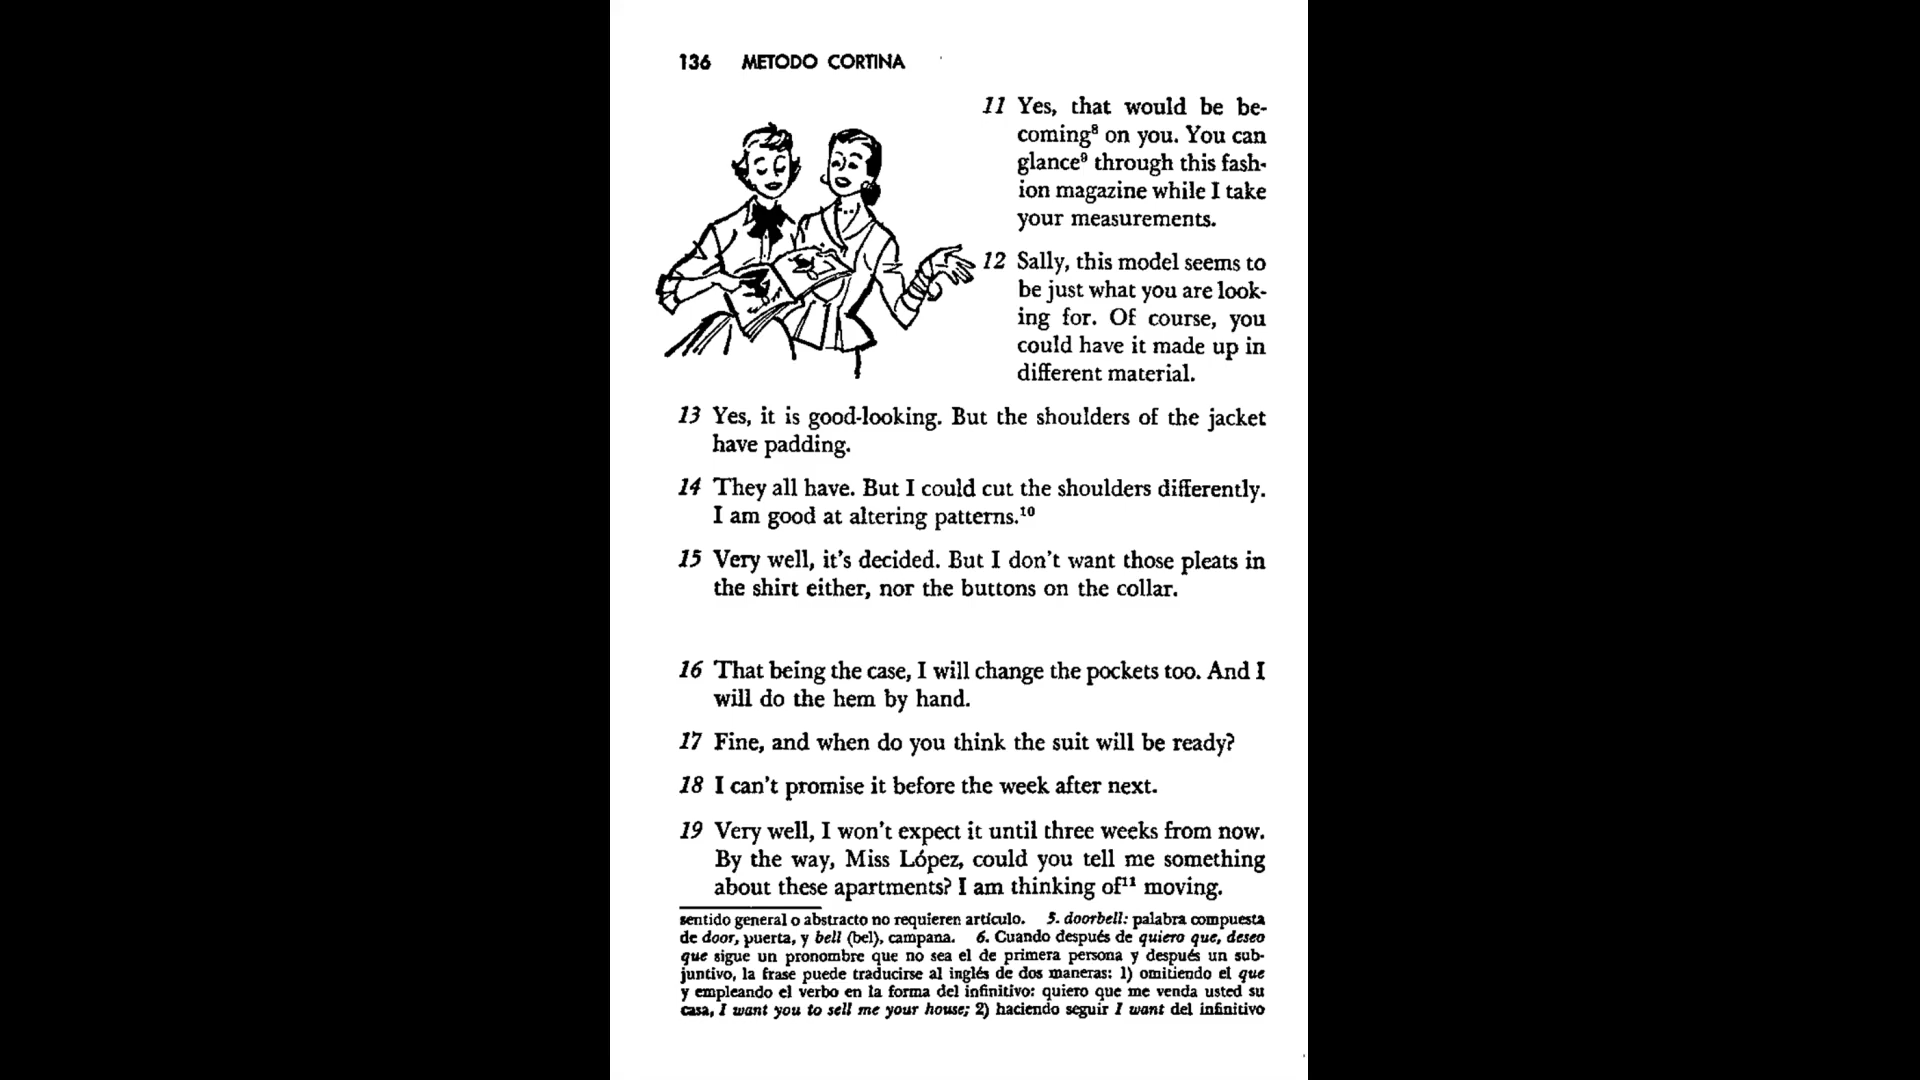 136 METODO CORTINA
11 Yes, that would be be-
coming⁸ on you. You can
glance⁹ through this fash-
ion magazine while I take
your measurements.
12 Sally, this model seems to
be just what you are look-
ing for. Of course, you
could have it made up in
different material.
13 Yes, it is good-looking. But the shoulders of the jacket
have padding.
14 They all have. But I could cut the shoulders differently.
I am good at altering patterns.¹⁰
15 Very well, it's decided. But I don't want those pleats in
the shirt either, nor the buttons on the collar.
16 That being the case, I will change the pockets too. And I
will do the hem by hand.
17 Fine, and when do you think the suit will be ready?
18 I can't promise it before the week after next.
19 Very well, I won't expect it until three weeks from now.
By the way, Miss López, could you tell me something
about these apartments? I am thinking of¹¹ moving.
sentido general o abstracto no requieren artículo. 5. doorbell: palabra compuesta
de door, puerta, y bell (bel), campana. 6. Cuando después de quiero que, deseo
que sigue un pronombre que no sea el de primera persona y después un sub-
juntivo, la frase puede traducirse al inglés de dos maneras: 1) omitiendo el que
y empleando el verbo en la forma del infinitivo: quiero que me venda usted su
casa, I want you to sell me your house; 2) haciendo seguir I want del infinitivo